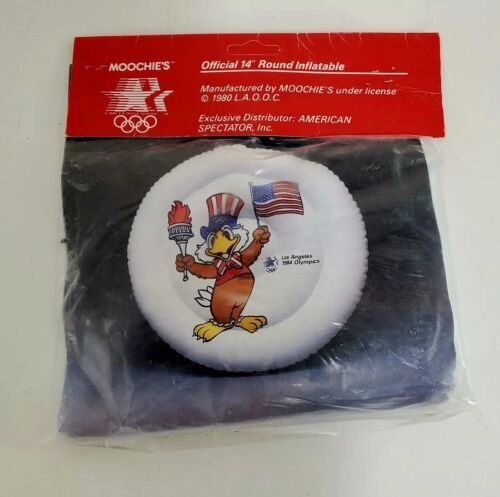 MOOCHIE'S™
Official 14" Round Inflatable
Manufactured by MOOCHIE'S under license
© 1980 L.A.O.O.C.
Exclusive Distributor: AMERICAN
SPECTATOR, Inc.
Los Angeles
1984 Olympics